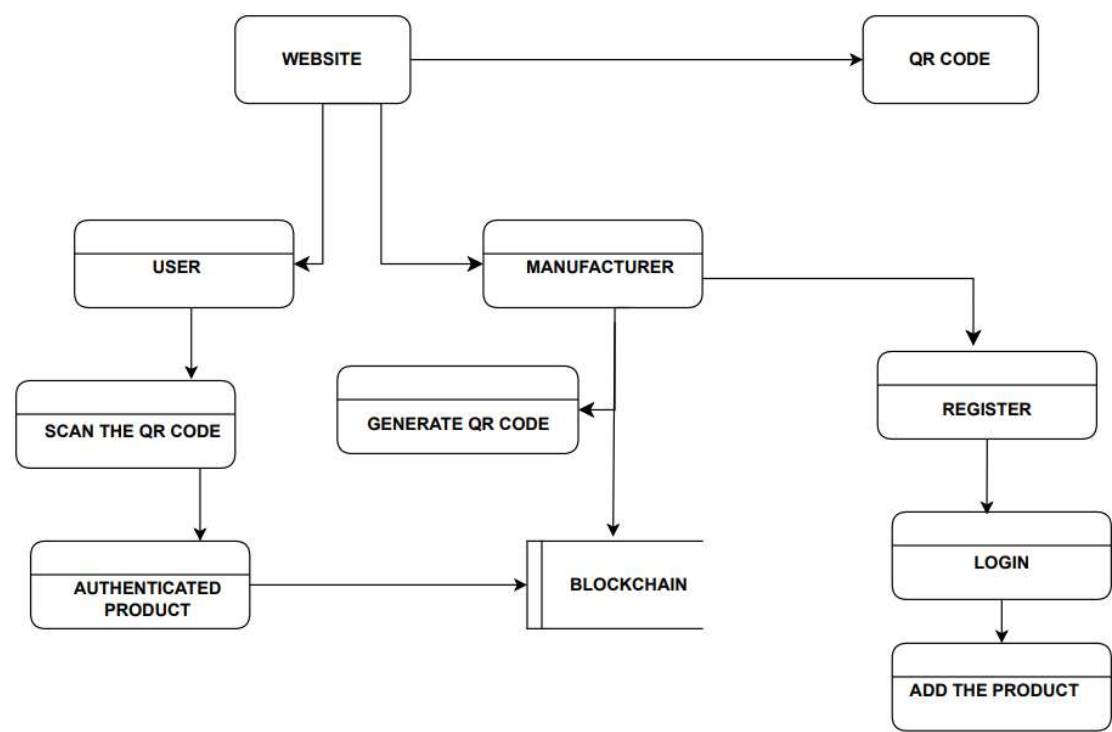 WEBSITE
QR CODE
USER
MANUFACTURER
SCAN THE QR CODE
GENERATE QR CODE
REGISTER
AUTHENTICATED
PRODUCT
BLOCKCHAIN
LOGIN
ADD THE PRODUCT